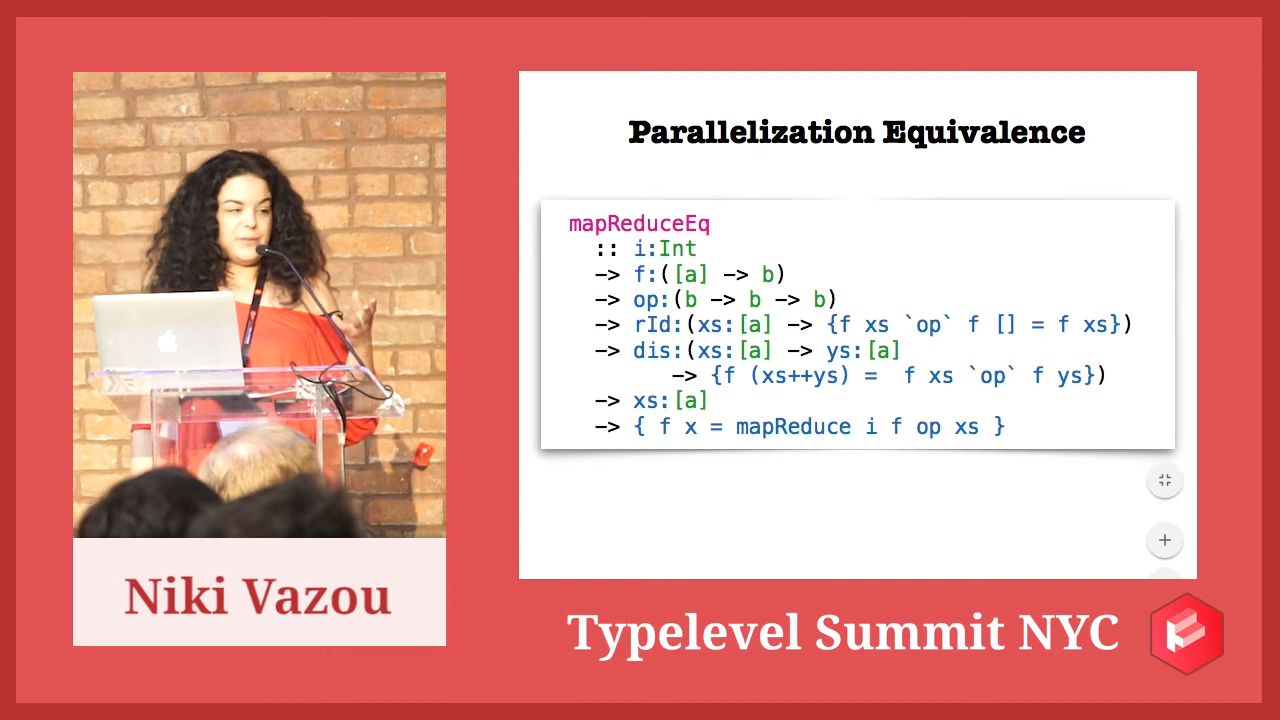 Parallelization Equivalence
mapReduceEq
:: i:Int
-> f:([a] -> b)
-> op:(b -> b -> b)
-> rId:(xs:[a] -> {f xs `op` f [] = f xs})
-> dis:(xs:[a] -> ys:[a]
-> {f (xs++ys) =  f xs `op` f ys})
-> xs:[a]
-> { f x = mapReduce i f op xs }
Niki Vazou
Typelevel Summit NYC